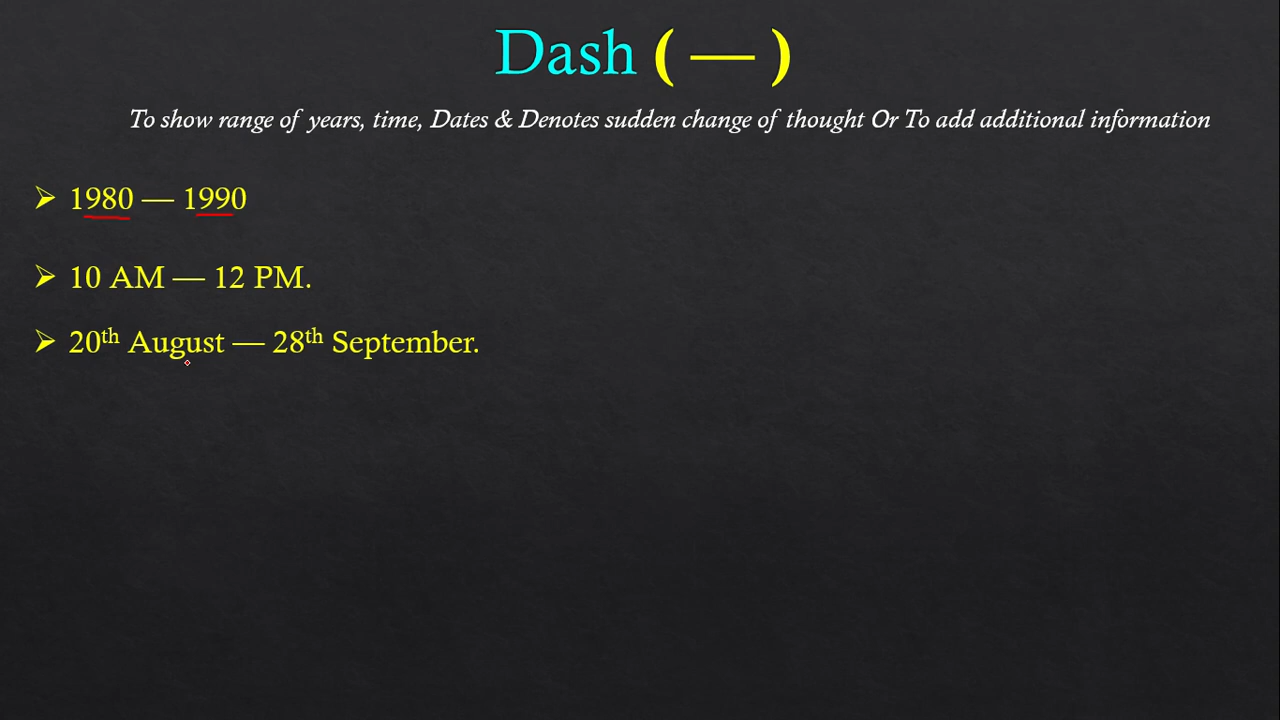 Dash ( — )
To show range of years, time, Dates & Denotes sudden change of thought Or To add additional information
➢ 1980 — 1990
➢ 10 AM — 12 PM.
➢ 20th August — 28th September.